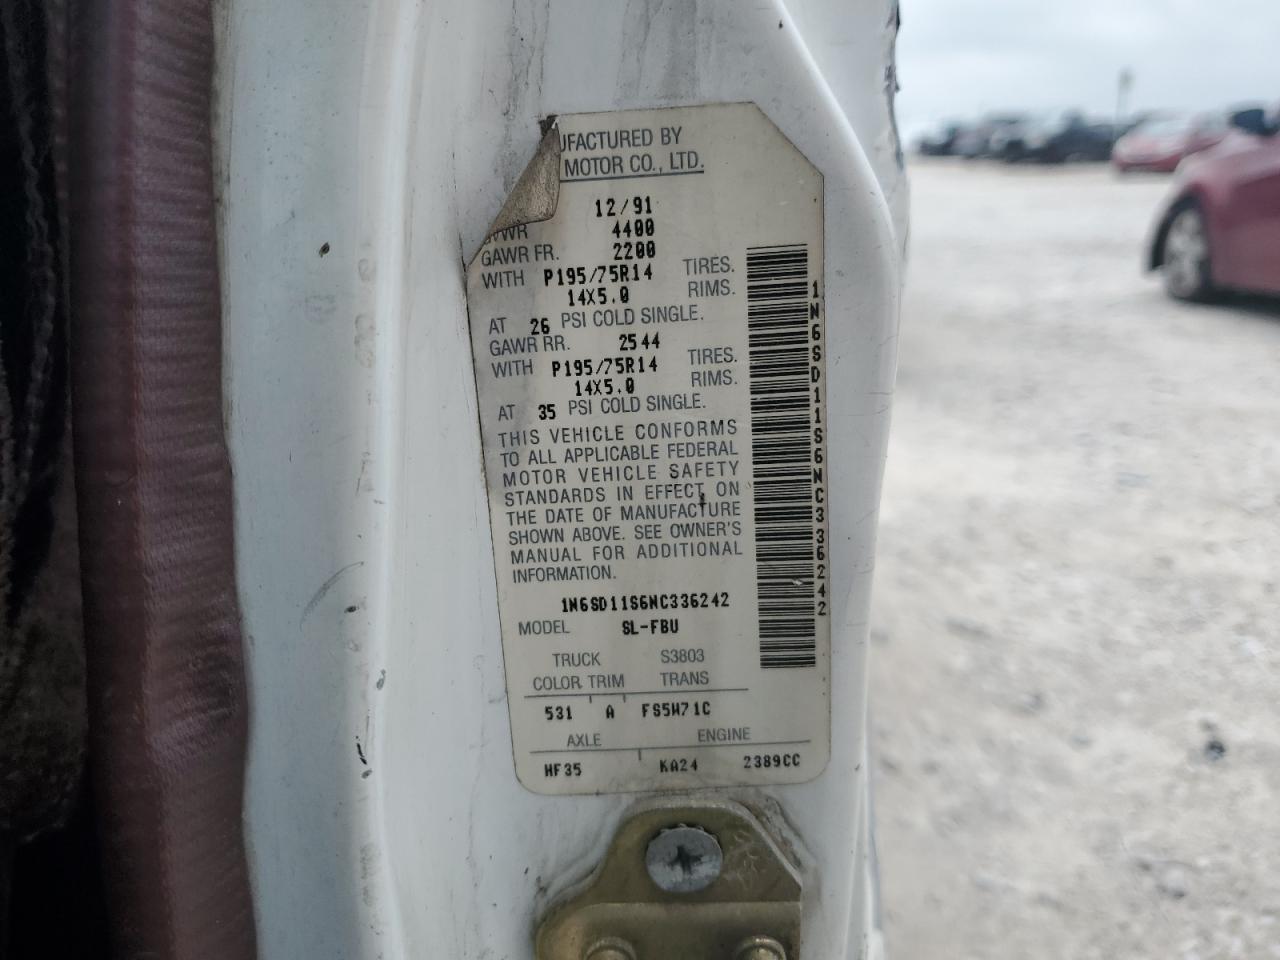 UFACTURED BY
MOTOR CO., LTD.
12/91
GVWR 4400
GAWR FR. 2200
WITH P195/75R14 TIRES.
14X5.0 RIMS.
AT 26 PSI COLD SINGLE.
GAWR RR. 2544
WITH P195/75R14 TIRES.
14X5.0 RIMS.
AT 35 PSI COLD SINGLE.
THIS VEHICLE CONFORMS
TO ALL APPLICABLE FEDERAL
MOTOR VEHICLE SAFETY
STANDARDS IN EFFECT ON
THE DATE OF MANUFACTURE
SHOWN ABOVE. SEE OWNER'S
MANUAL FOR ADDITIONAL
INFORMATION.
1N6SD11S6NC336242
MODEL SL-FBU
TRUCK S3803
COLOR TRIM TRANS
531 A FS5W71C
AXLE ENGINE
HF35 KA24 2389CC
1N6SD11S6NC336242